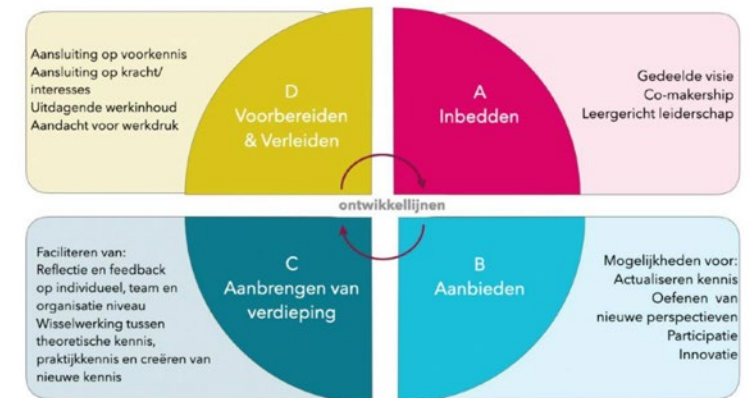 Aansluiting op voorkennis
Aansluiting op kracht/
interesses
Uitdagende werkinhoud
Aandacht voor werkdruk
D
Voorbereiden
& Verleiden
A
Inbedden
Gedeelde visie
Co-makership
Leergericht leiderschap
ontwikkellijnen
Faciliteren van:
Reflectie en feedback
op individueel, team en
organisatie niveau
Wisselwerking tussen
theoretische kennis,
praktijkkennis en creëren van
nieuwe kennis
C
Aanbrengen van
verdieping
B
Aanbieden
Mogelijkheden voor:
Actualiseren kennis
Oefenen van
nieuwe perspectieven
Participatie
Innovatie